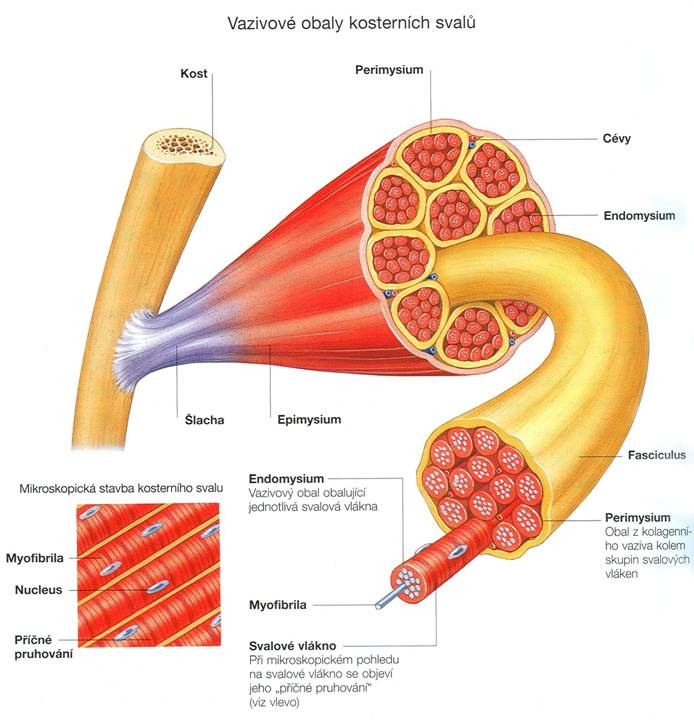 Vazivové obaly kosterních svalů
Kost
Perimysium
Cévy
Endomysium
Šlacha
Epimysium
Fasciculus
Mikroskopická stavba kosterního svalu
Myofibrila
Nucleus
Příčné
pruhování
Endomysium
Vazivový obal obalující
jednotlivá svalová vlákna
Myofibrila
Svalové vlákno
Při mikroskopickém pohledu
na svalové vlákno se objeví
jeho „příčné pruhování“
(viz vlevo)
Perimysium
Obal z kolagenní-
ho vaziva kolem
skupin svalových
vláken